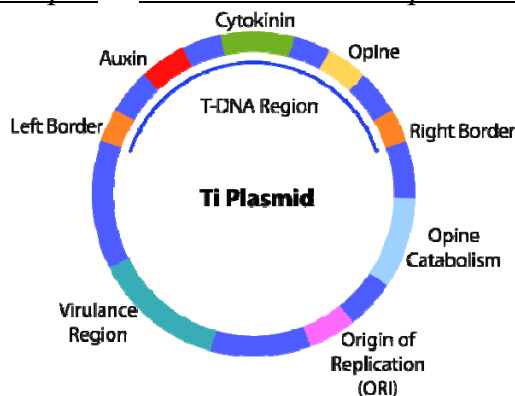 Cytokinin
Auxin
Opine
T-DNA Region
Left Border
Right Border
Ti Plasmid
Opine
Catabolism
Virulance
Region
Origin of
Replication
(ORI)